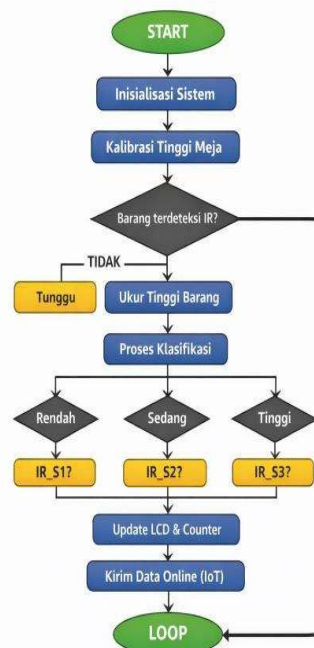 START
Inisialisasi Sistem
Kalibrasi Tinggi Meja
Barang terdeteksi IR?
TIDAK
Tunggu
Ukur Tinggi Barang
Proses Klasifikasi
Rendah
Sedang
Tinggi
IR_S1?
IR_S2?
IR_S3?
Update LCD & Counter
Kirim Data Online (IoT)
LOOP